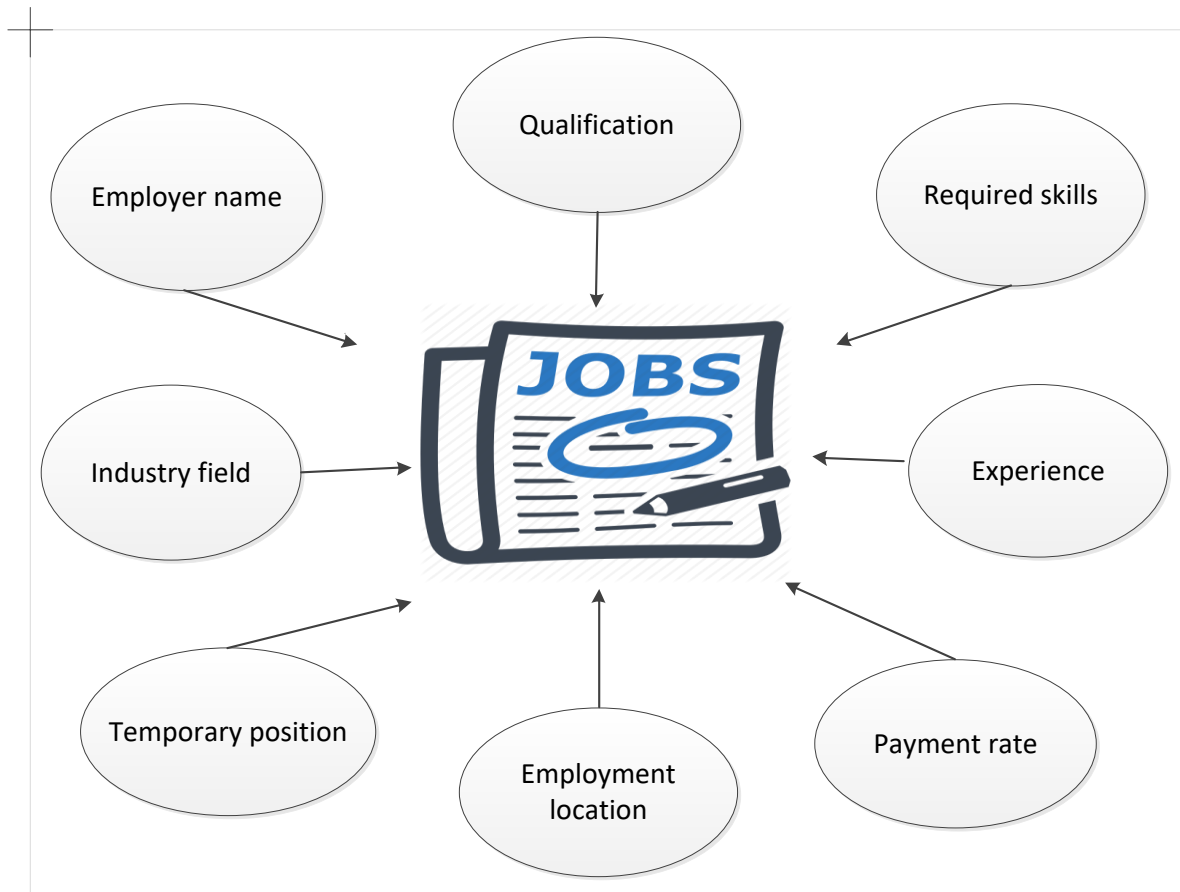 Qualification
Employer name
Required skills
JOBS
Industry field
Experience
Temporary position
Employment
location
Payment rate